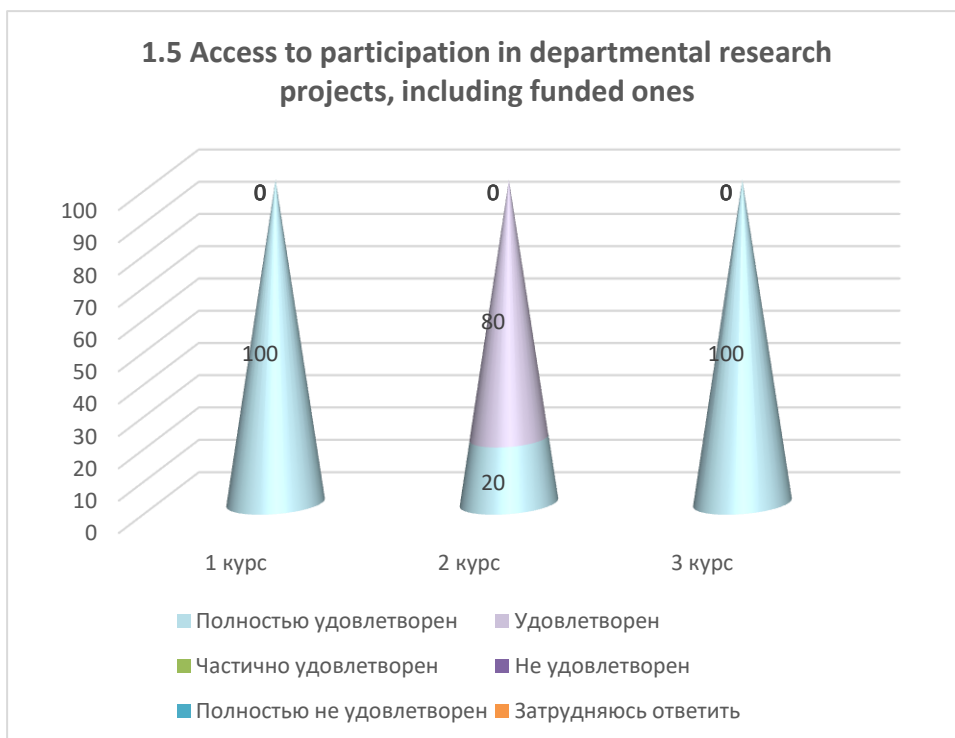 1.5 Access to participation in departmental research
projects, including funded ones
0 0 0
100
90
80
70
60
50
40
30
20
10
0
100 80 100
20
1 курс 2 курс 3 курс
Полностью удовлетворен Удовлетворен
Частично удовлетворен Не удовлетворен
Полностью не удовлетворен Затрудняюсь ответить